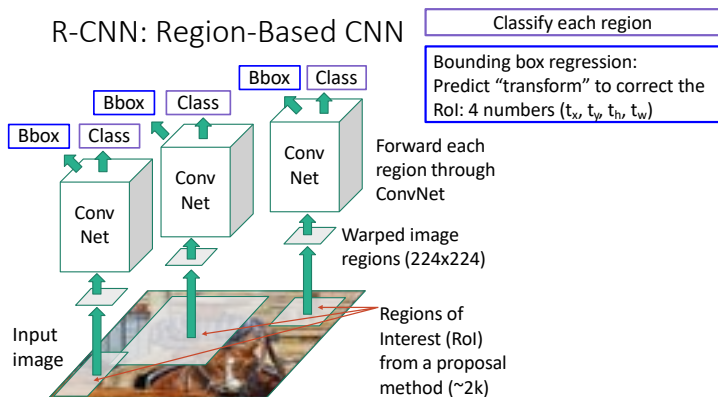 R-CNN: Region-Based CNN
Classify each region
Bounding box regression:
Predict “transform” to correct the
RoI: 4 numbers (tx, ty, th, tw)
Bbox
Class
Bbox
Class
Bbox
Class
Conv
Net
Conv
Net
Conv
Net
Forward each
region through
ConvNet
Warped image
regions (224x224)
Input
image
Regions of
Interest (RoI)
from a proposal
method (~2k)